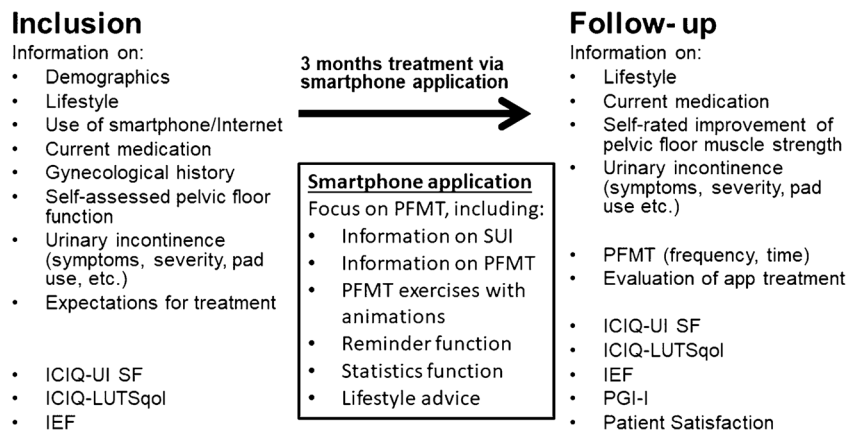 Inclusion
Information on:
• Demographics
• Lifestyle
• Use of smartphone/Internet
• Current medication
• Gynecological history
• Self-assessed pelvic floor
function
• Urinary incontinence
(symptoms, severity, pad
use, etc.)
• Expectations for treatment
• ICIQ-UI SF
• ICIQ-LUTSqol
• IEF
3 months treatment via
smartphone application
Smartphone application
Focus on PFMT, including:
• Information on SUI
• Information on PFMT
• PFMT exercises with
animations
• Reminder function
• Statistics function
• Lifestyle advice
Follow-up
Information on:
• Lifestyle
• Current medication
• Self-rated improvement of
pelvic floor muscle strength
• Urinary incontinence
(symptoms, severity, pad
use etc.)
• PFMT (frequency, time)
• Evaluation of app treatment
• ICIQ-UI SF
• ICIQ-LUTSqol
• IEF
• PGI-I
• Patient Satisfaction